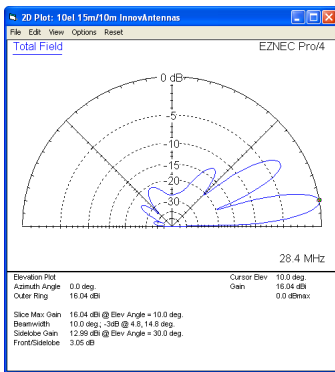 2D Plot: 10el 15m/10m InnovAntennas
File Edit View Options Reset
Total Field
EZNEC Pro/4
0 dB
-5
-10
-15
-20
-30
28.4 MHz
Elevation Plot
Cursor Elev 10.0 deg.
Azimuth Angle 0.0 deg.
Gain 16.04 dBi
Outer Ring 16.04 dBi
0.0 dBmax
Slice Max Gain 16.04 dBi @ Elev Angle = 10.0 deg.
Beamwidth 10.0 deg.; -3dB @ 4.8, 14.8 deg.
Sidelobe Gain 12.99 dBi @ Elev Angle = 30.0 deg.
Front/Sidelobe 3.05 dB